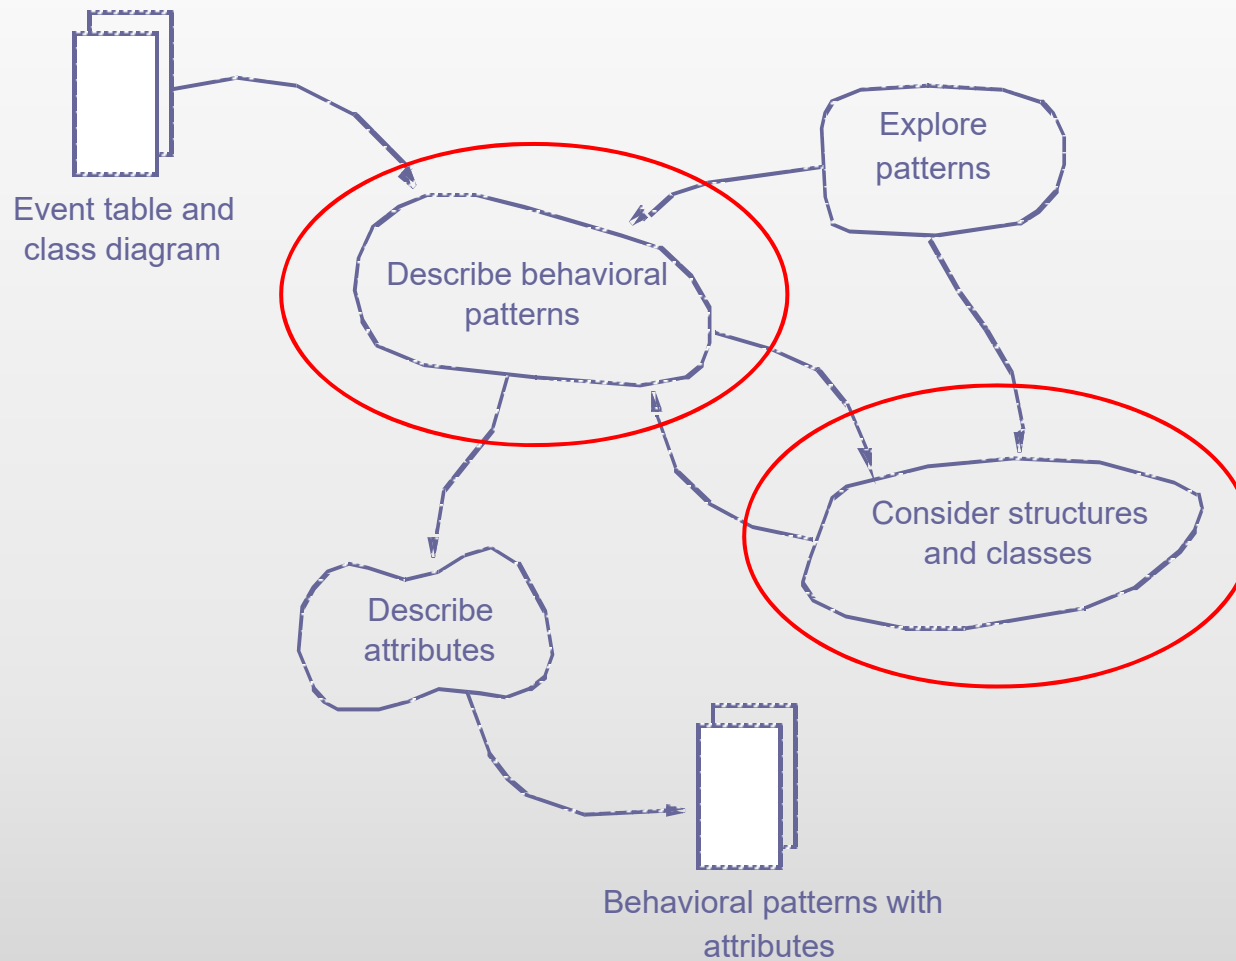 Explore
patterns
Event table and
class diagram
Describe behavioral
patterns
Consider structures
and classes
Describe
attributes
Behavioral patterns with
attributes